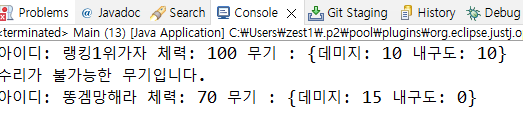 Problems @ Javadoc Search Console Git Staging History Debug
<terminated> Main (13) [Java Application] C:₩Users₩zest1₩.p2₩pool₩plugins₩org.eclipse.justj.o
아이디: 랭킹1위가자 체력: 100 무기 : {데미지: 10 내구도: 10}
수리가 불가능한 무기입니다.
아이디: 똥겜망해라 체력: 70 무기 : {데미지: 15 내구도: 0}